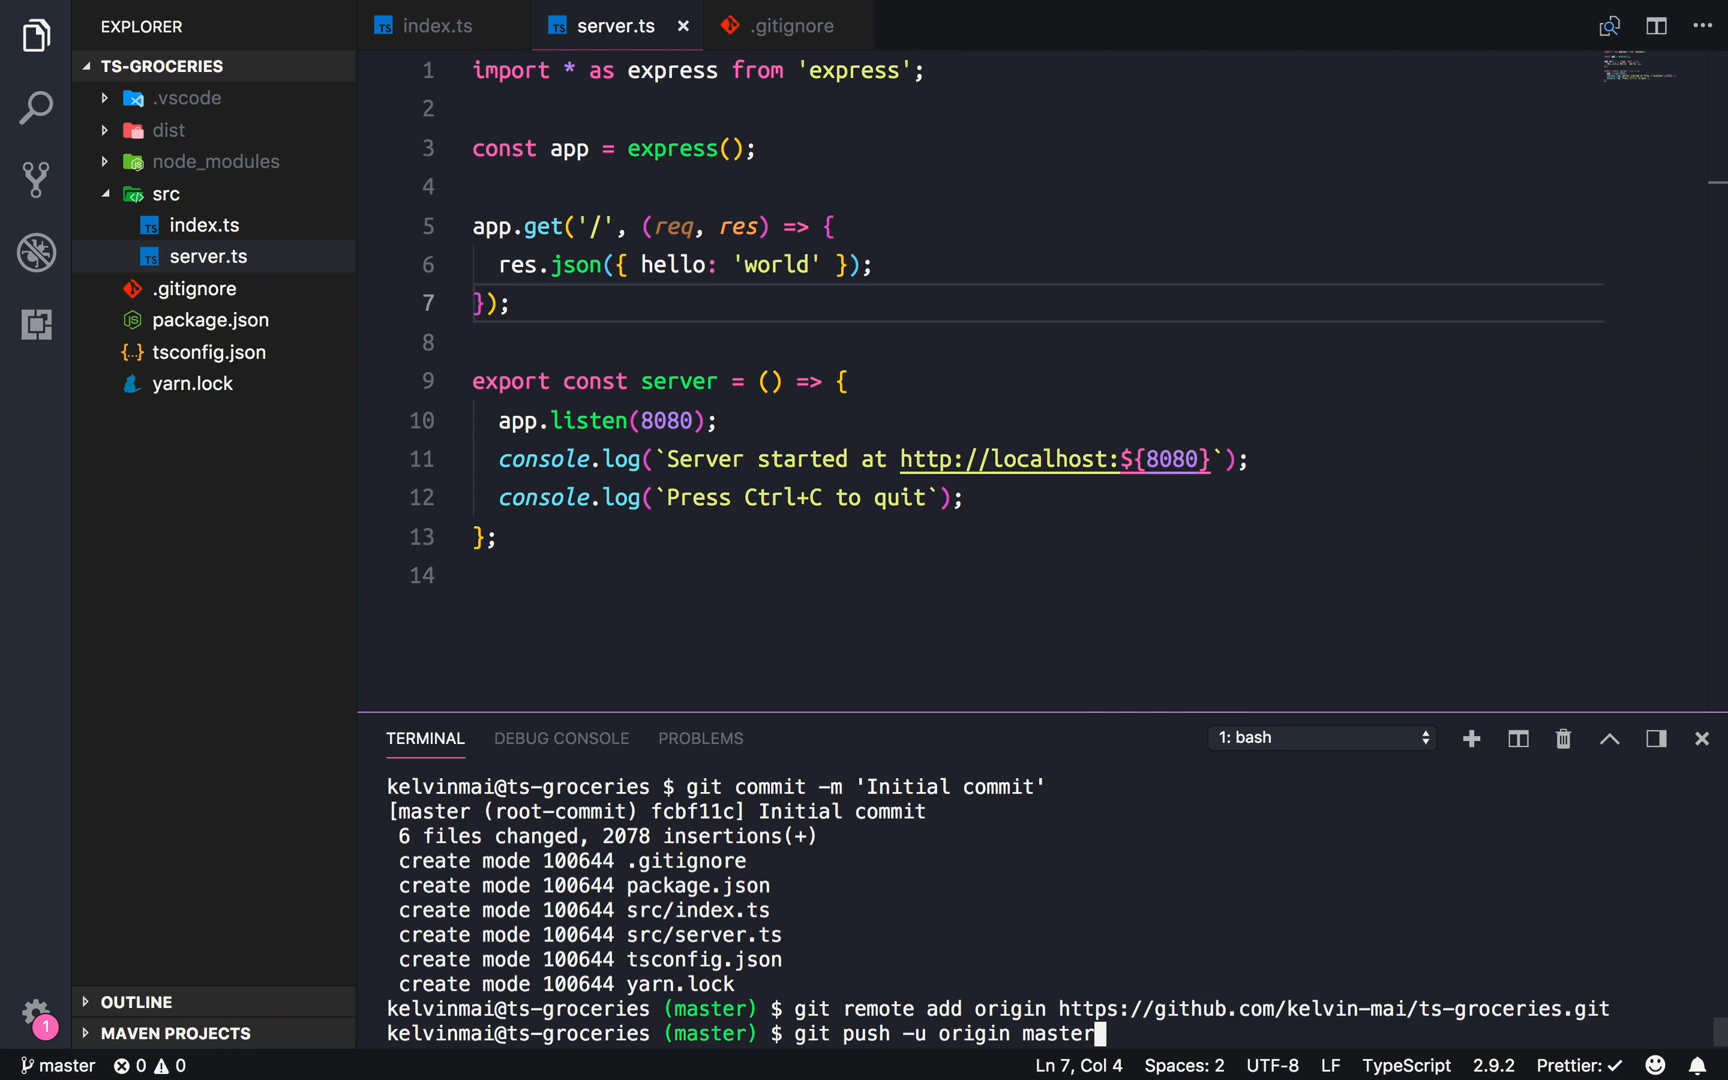 EXPLORER
TS-GROCERIES
.vscode
dist
node_modules
src
TS index.ts
TS server.ts
.gitignore
JS package.json
{..} tsconfig.json
yarn.lock
OUTLINE
MAVEN PROJECTS
1
TS index.ts
TS server.ts
.gitignore
1 import * as express from 'express';
2
3 const app = express();
4
5 app.get('/', (req, res) => {
6 res.json({ hello: 'world' });
7 });
8
9 export const server = () => {
10 app.listen(8080);
11 console.log(`Server started at http://localhost:${8080}`);
12 console.log(`Press Ctrl+C to quit`);
13 };
14
TERMINAL DEBUG CONSOLE PROBLEMS 1: bash
kelvinmai@ts-groceries $ git commit -m 'Initial commit'
[master (root-commit) fcbf11c] Initial commit
6 files changed, 2078 insertions(+)
create mode 100644 .gitignore
create mode 100644 package.json
create mode 100644 src/index.ts
create mode 100644 src/server.ts
create mode 100644 tsconfig.json
create mode 100644 yarn.lock
kelvinmai@ts-groceries (master) $ git remote add origin https://github.com/kelvin-mai/ts-groceries.git
kelvinmai@ts-groceries (master) $ git push -u origin master
master 0 0 Ln 7, Col 4 Spaces: 2 UTF-8 LF TypeScript 2.9.2 Prettier: ✓